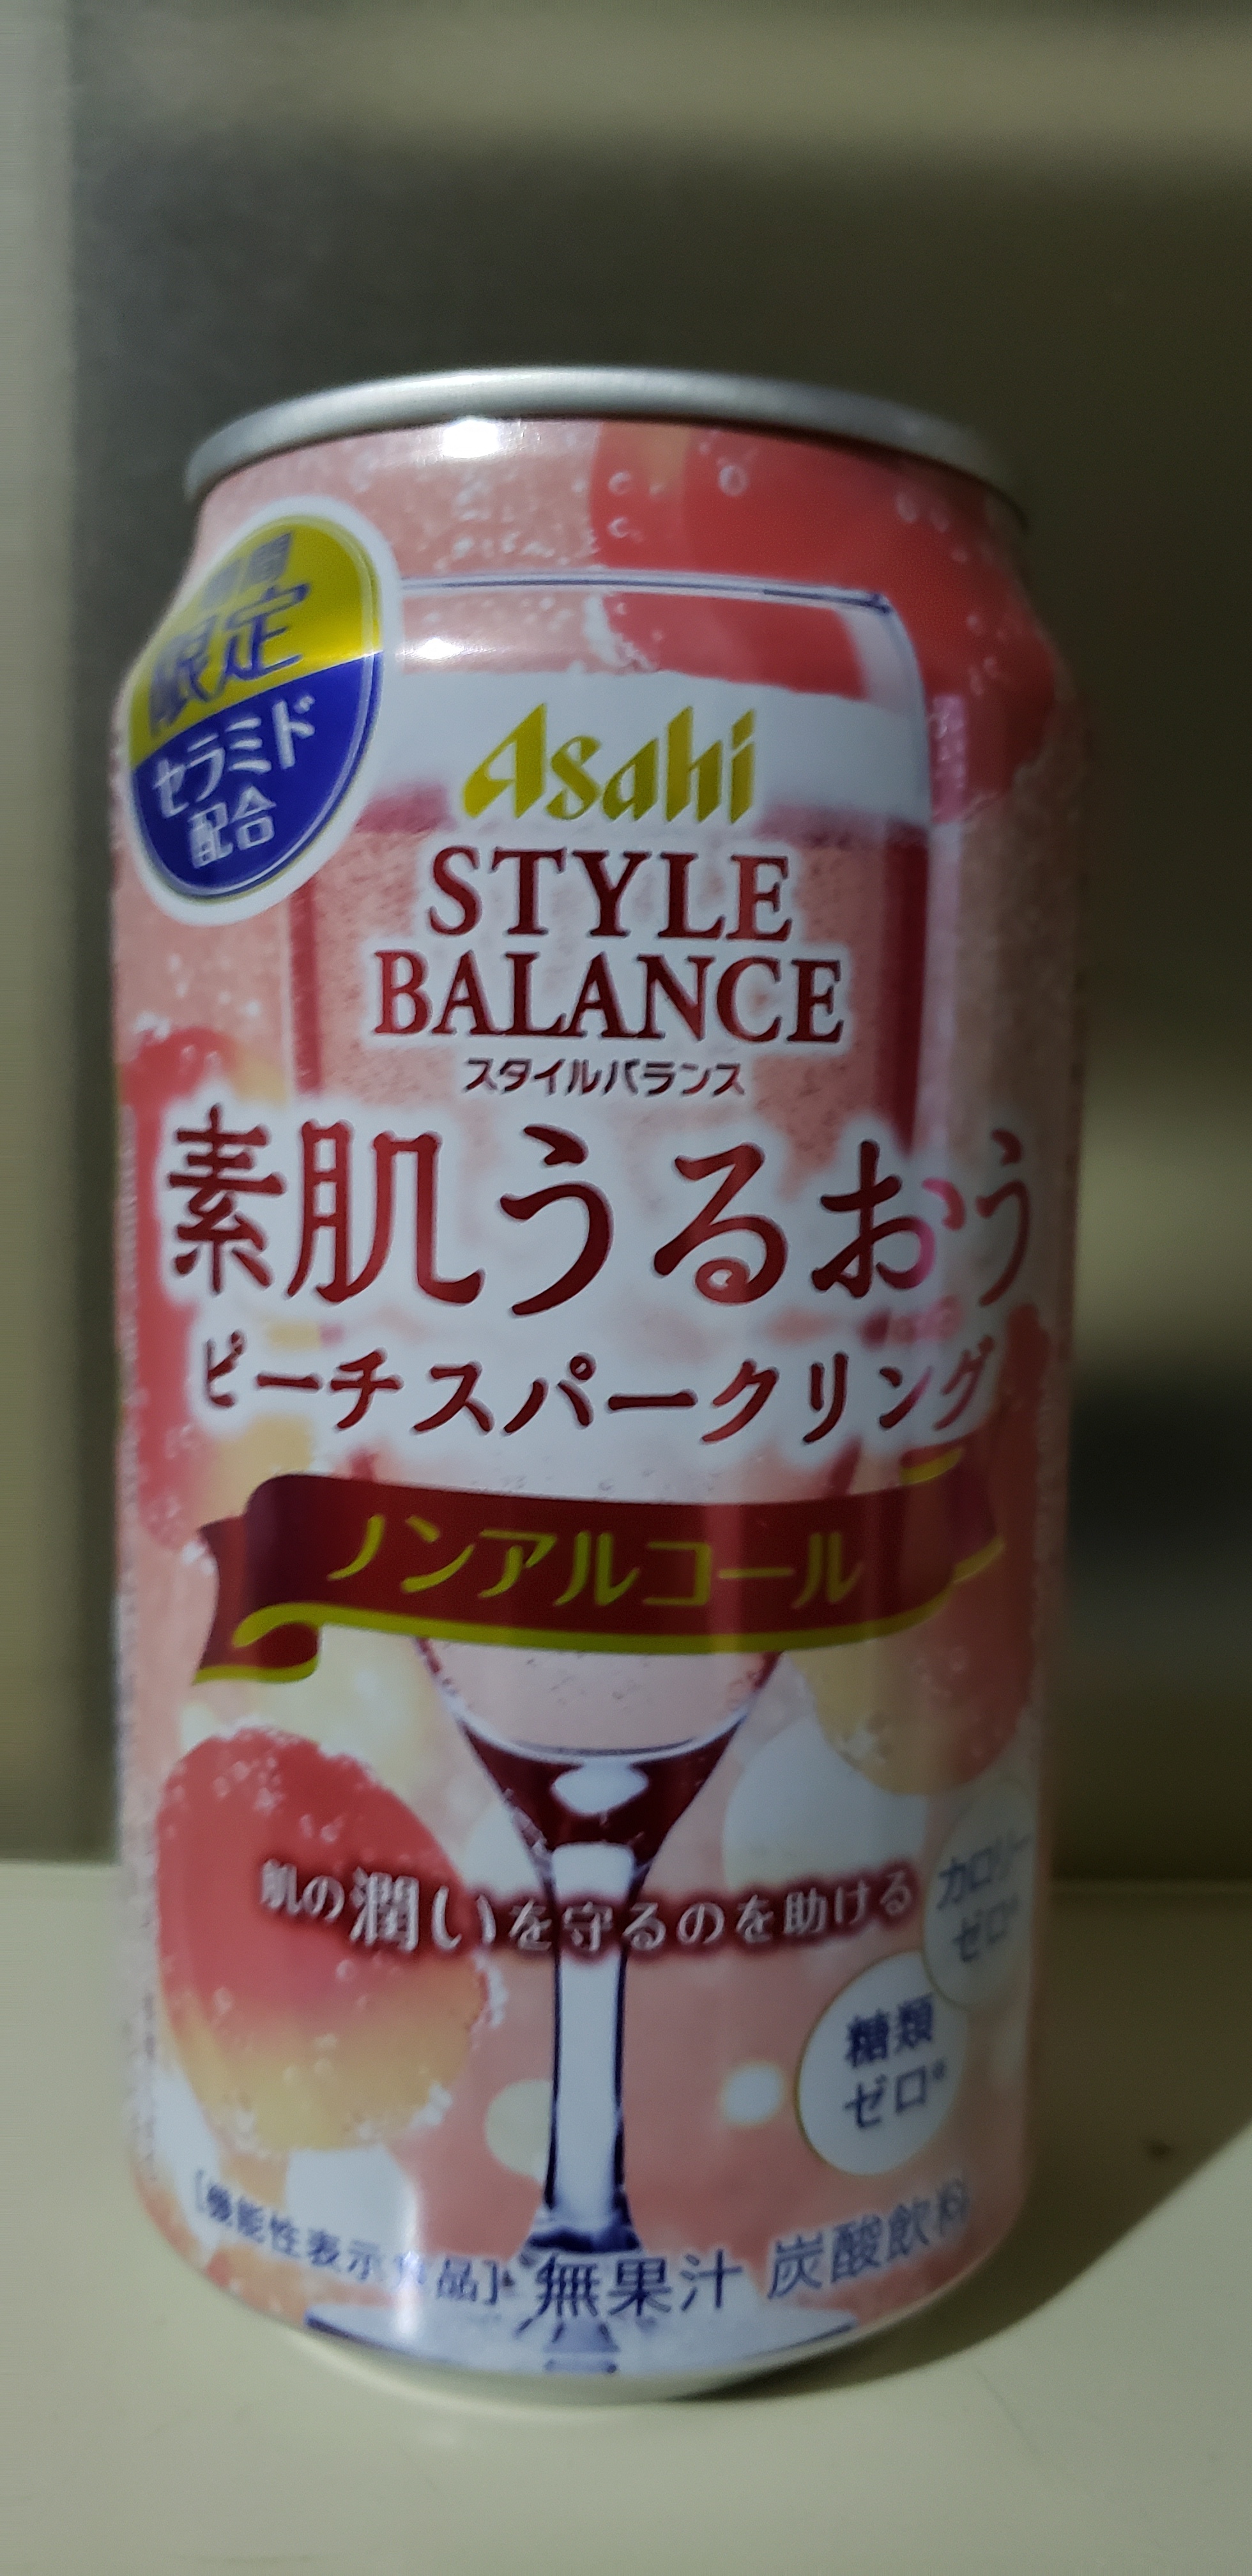 期間
限定
セラミド
配合
Asahi
STYLE
BALANCE
スタイルバランス
素肌うるおう
ピーチスパークリング
ノンアルコール
肌の潤いを守るのを助ける
カロリー
ゼロ*
糖類
ゼロ*
[機能性表示食品] 無果汁 炭酸飲料